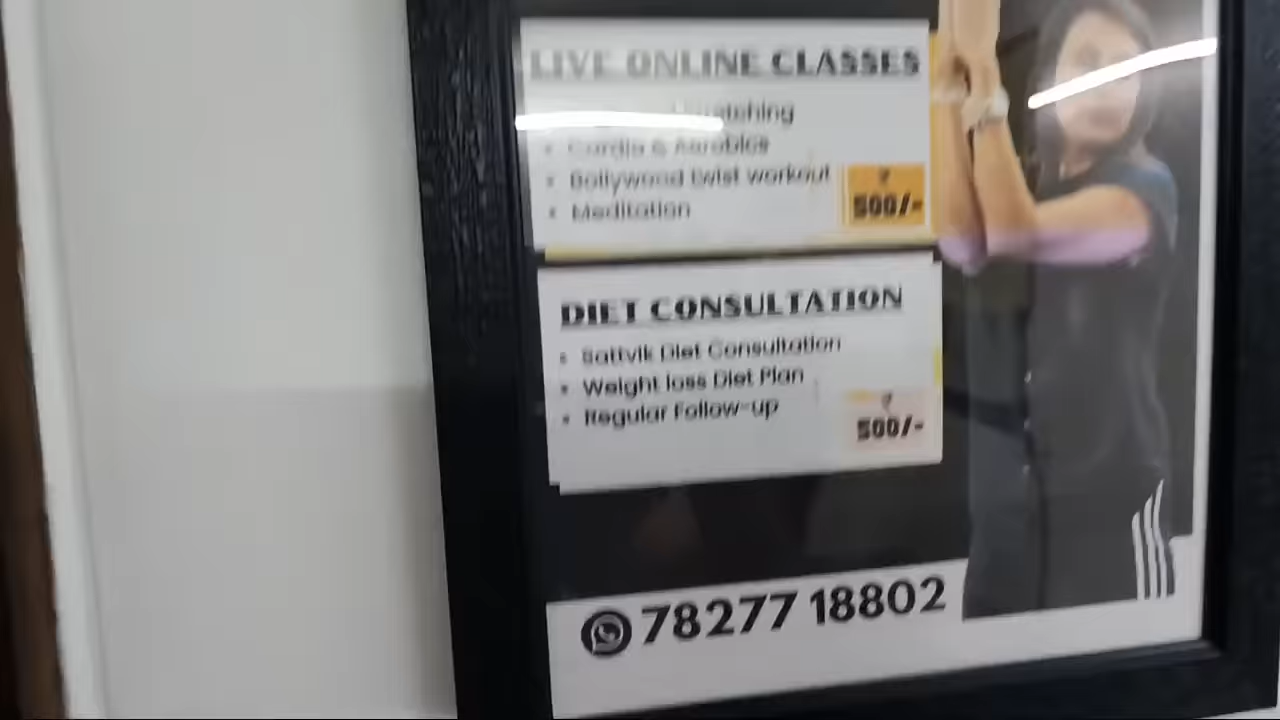 LIVE ONLINE CLASSES
• Cardio & Aerobics
• Bollywood twist workout
• Meditation
₹
500/-
DIET CONSULTATION
• Sattvik Diet Consultation
• Weight loss Diet Plan
• Regular Follow-up
₹
500/-
78277 18802